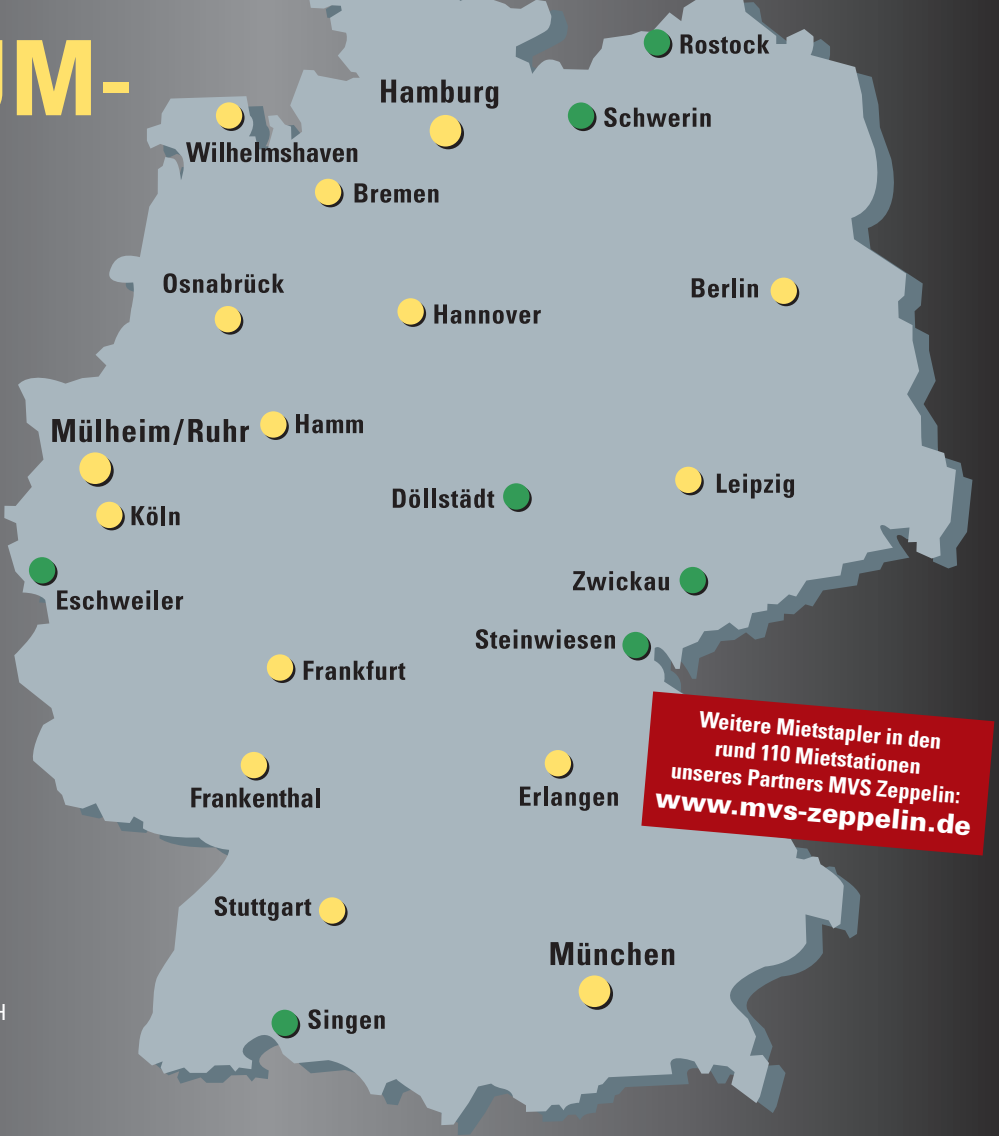 UM-
Rostock
Hamburg
Schwerin
Wilhelmshaven
Bremen
Osnabrück
Berlin
Hannover
Mülheim/Ruhr
Hamm
Leipzig
Döllstädt
Köln
Zwickau
Eschweiler
Steinwiesen
Frankfurt
Weitere Mietstapler in den
rund 110 Mietstationen
unseres Partners MVS Zeppelin:
www.mvs-zeppelin.de
Frankenthal
Erlangen
Stuttgart
München
H
Singen